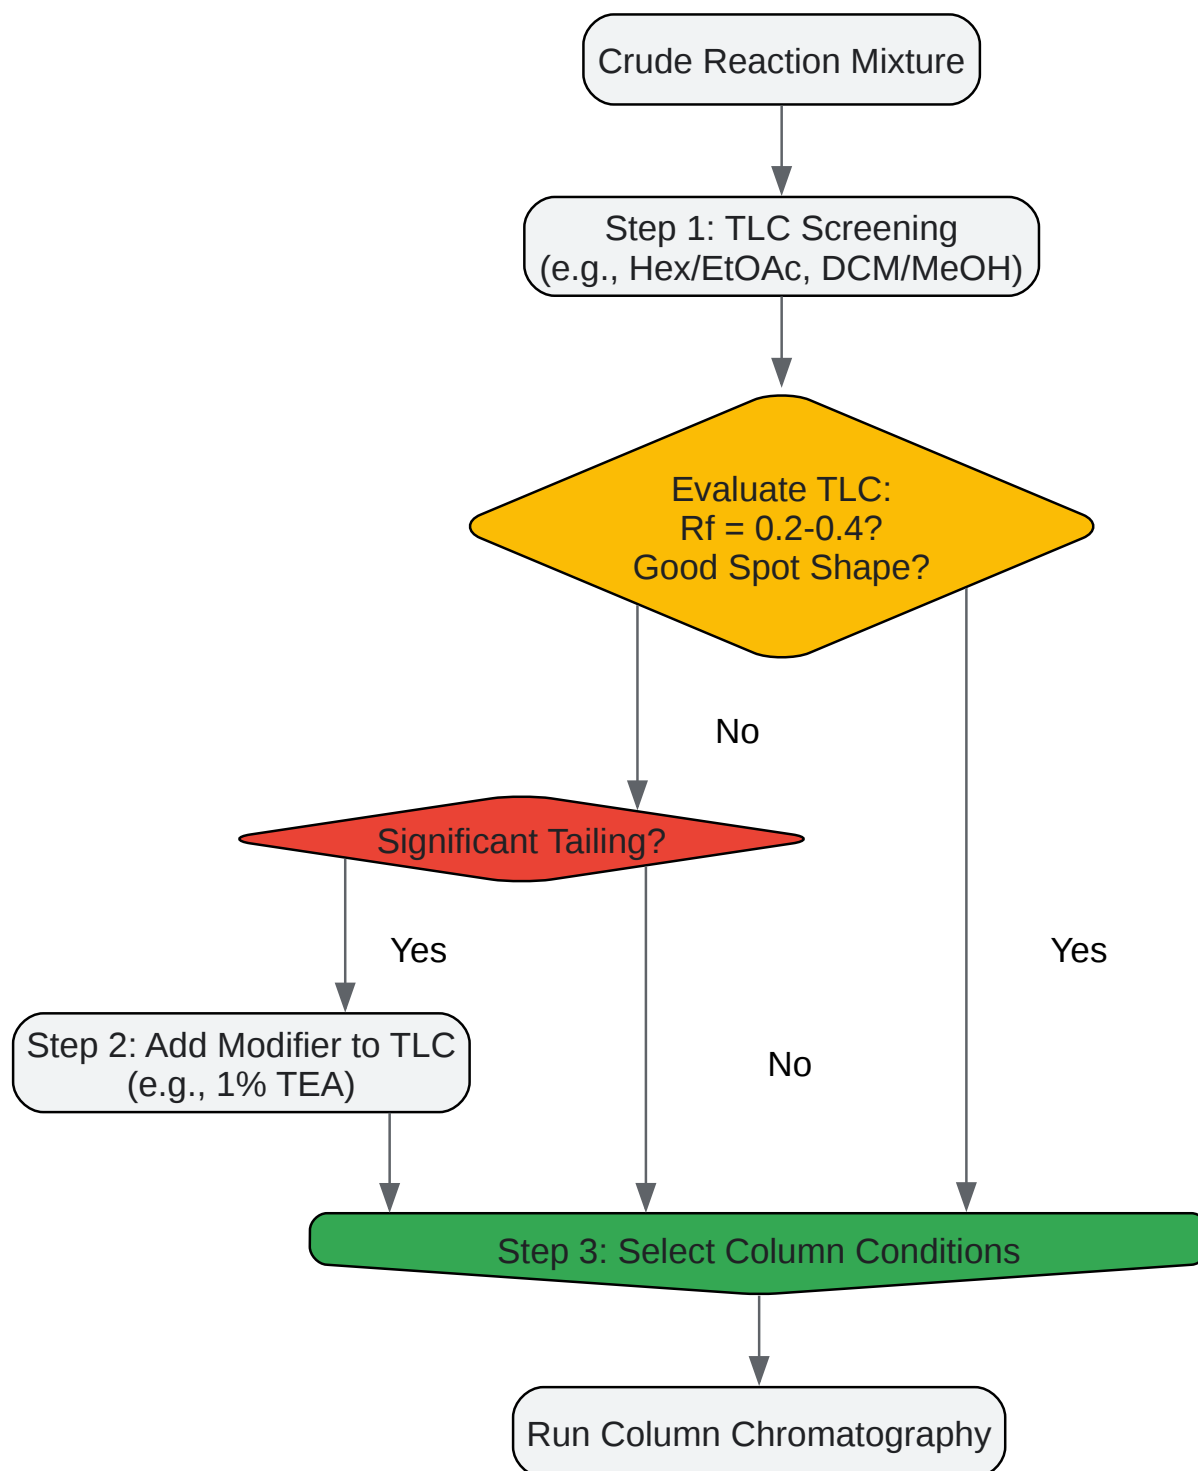 Crude Reaction Mixture
Step 1: TLC Screening
(e.g., Hex/EtOAc, DCM/MeOH)
Evaluate TLC:
Rf = 0.2-0.4?
Good Spot Shape?
No
Significant Tailing?
Yes
Yes
Step 2: Add Modifier to TLC
(e.g., 1% TEA)
No
Step 3: Select Column Conditions
Run Column Chromatography